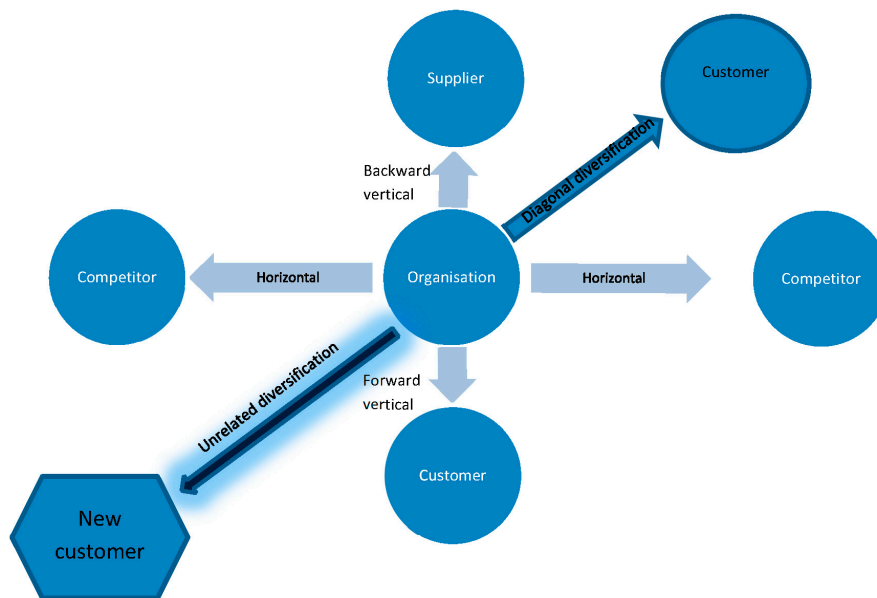 Supplier
Customer
Backward
vertical
Diagonal diversification
Competitor
Horizontal
Organisation
Horizontal
Competitor
Forward
vertical
Unrelated diversification
Customer
New
customer